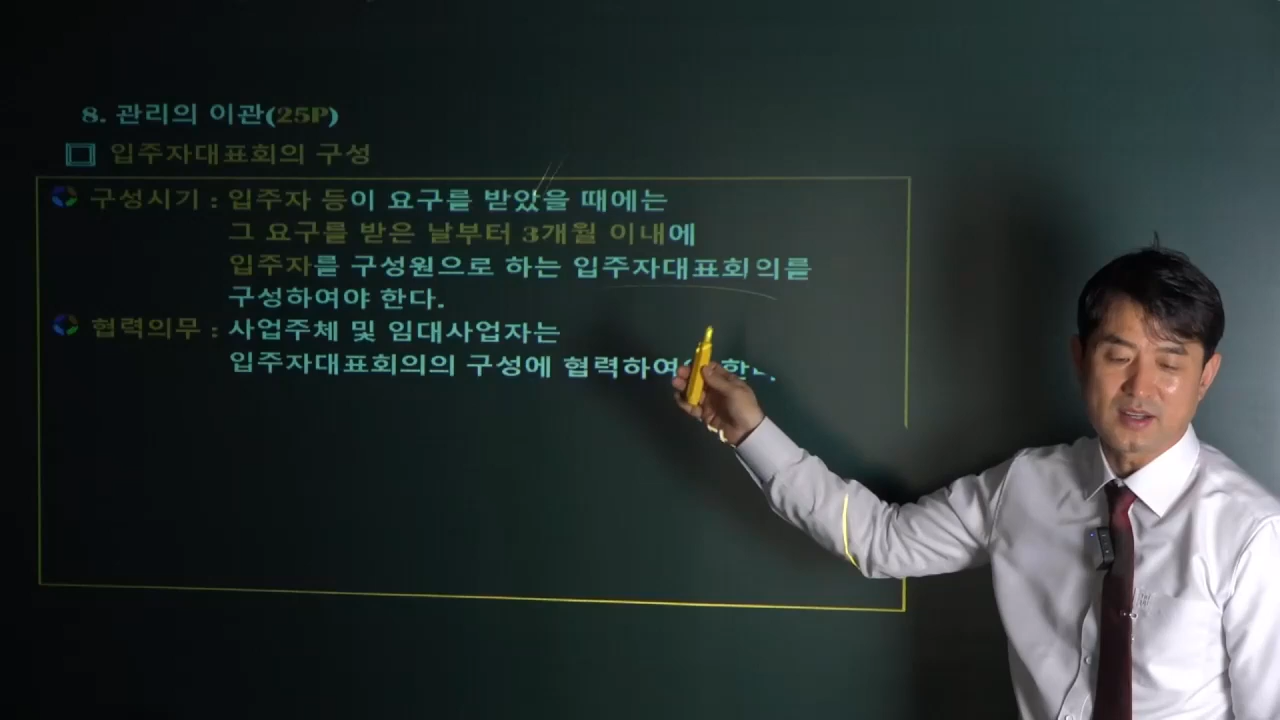 8. 관리의 이관(25P)
입주자대표회의 구성
구성시기 : 입주자 등이 요구를 받았을 때에는
그 요구를 받은 날부터 3개월 이내에
입주자를 구성원으로 하는 입주자대표회의를
구성하여야 한다.
협력의무 : 사업주체 및 임대사업자는
입주자대표회의의 구성에